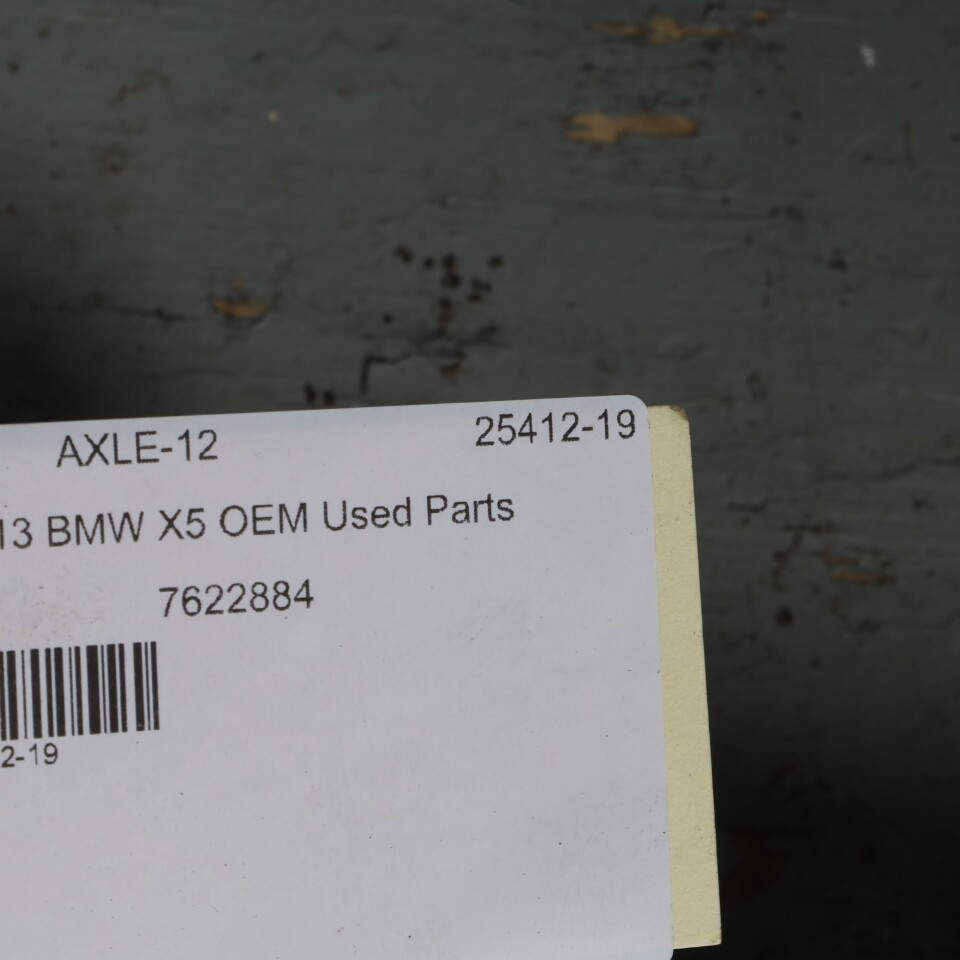 AXLE-12 25412-19
13 BMW X5 OEM Used Parts
7622884
2-19